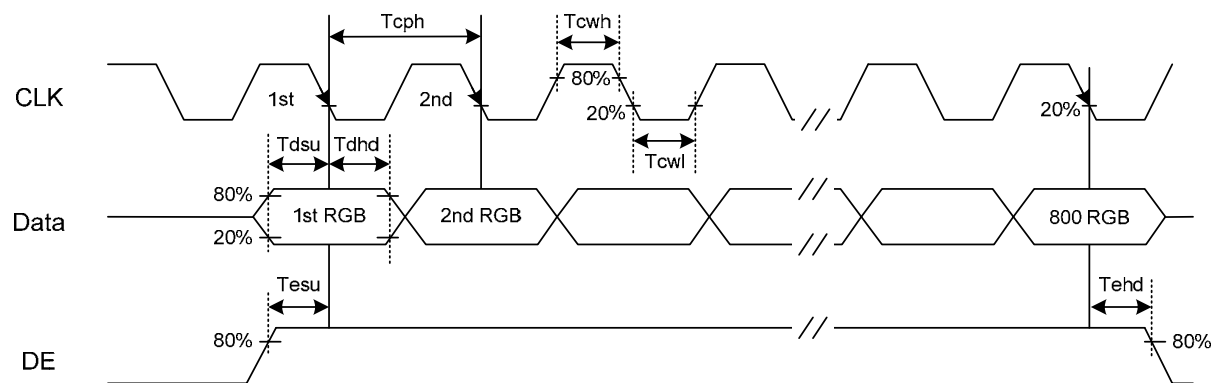 Tcph
Tcwh
CLK
1st
2nd
80%
20%
20%
Tdsu
Tdhd
Tcwl
80%
Data
1st RGB
2nd RGB
800 RGB
20%
Tesu
Tehd
80%
80%
DE